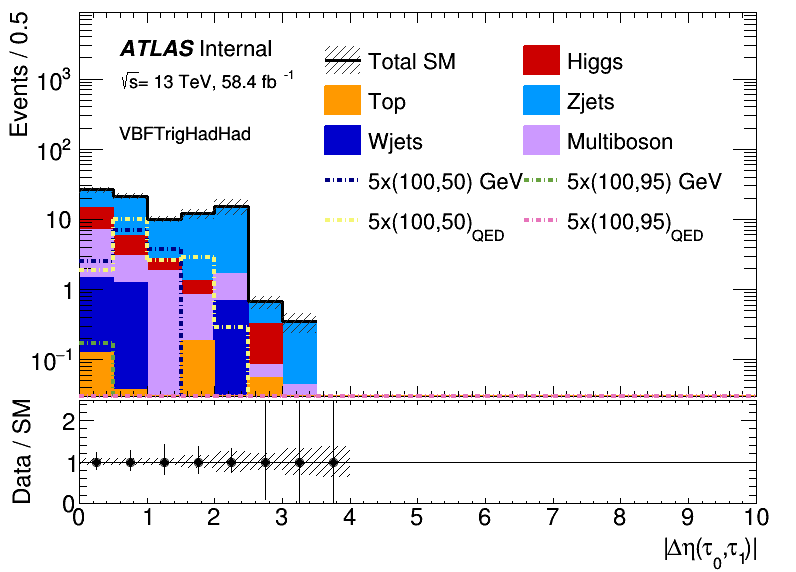 Events / 0.5
10³
10²
10
1
10⁻¹
ATLAS Internal
√s= 13 TeV, 58.4 fb ⁻¹
VBFTrigHadHad
Total SM
Higgs
Top
Zjets
Wjets
Multiboson
5x(100,50) GeV
5x(100,95) GeV
5x(100,50)QED
5x(100,95)QED
Data / SM
2
1
0
0 1 2 3 4 5 6 7 8 9 10
|Δη(τ₀,τ₁)|